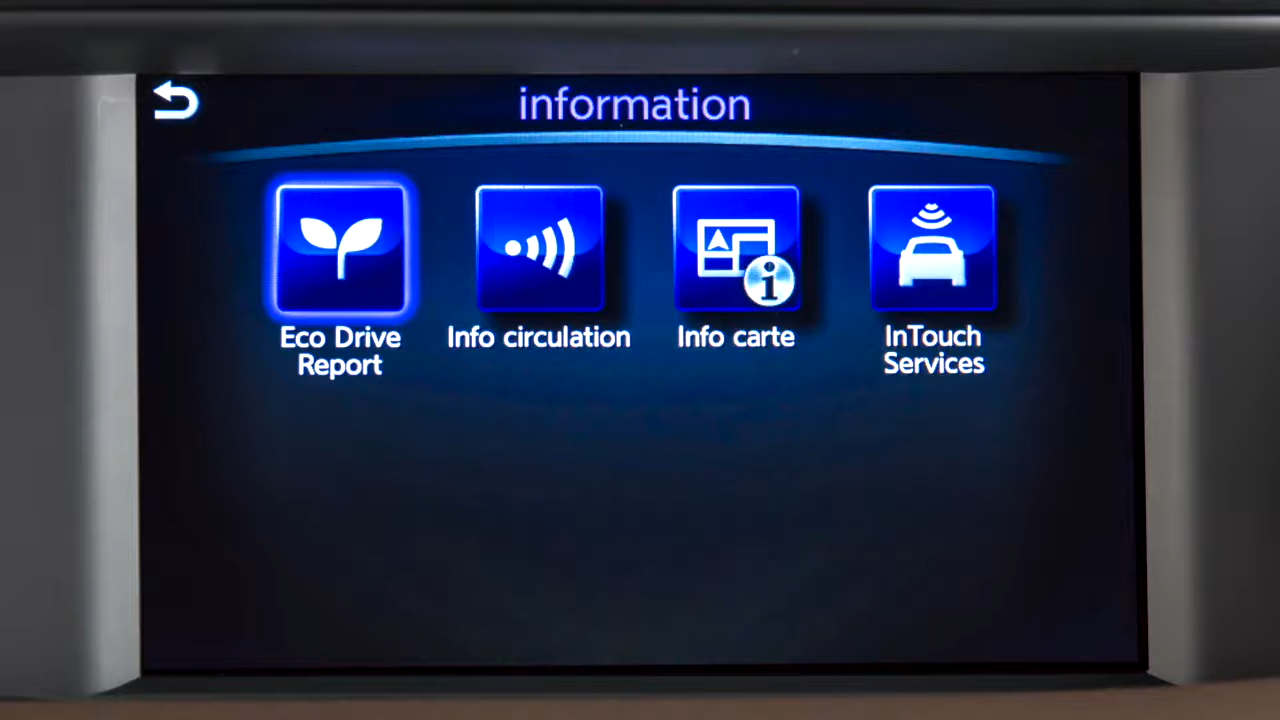 information
Eco Drive
Report
Info circulation
Info carte
InTouch
Services